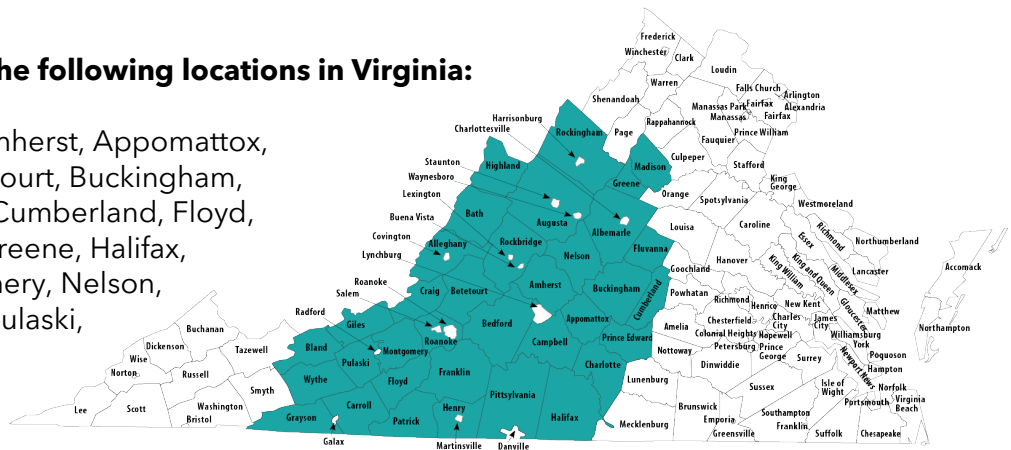 he following locations in Virginia:
mherst, Appomattox,
ourt, Buckingham,
Cumberland, Floyd,
reene, Halifax,
ery, Nelson,
ulaski,
Frederick
Winchester
Clark
Loudin
Warren
Falls Church
Arlington
Shenandoah
Manassas Park
Fairfax
Alexandria
Manassas
Fairfax
Rappahannock
Harrisonburg
Charlottesville
Rockingham
Page
Fauquier
Prince William
Staunton
Highland
Madison
Culpeper
Stafford
Waynesboro
Greene
King
George
Lexington
Orange
Spotsylvania
Westmoreland
Buena Vista
Bath
Augusta
Albemarle
Louisa
Caroline
Richmond
Essex
Northumberland
Covington
Alleghany
Rockbridge
Nelson
Fluvanna
Lynchburg
Hanover
King and Queen
King William
Middlesex
Lancaster
Accomack
Goochland
Roanoke
Craig
Botetourt
Amherst
Buckingham
Cumberland
Powhatan
Richmond
Henrico
New Kent
Gloucester
Matthew
Salem
Radford
Giles
Roanoke
Bedford
Appomattox
Amelia
Chesterfield
Charles
City
James
City
Northampton
Colonial Heights
Hopewell
Williamsburg
York
Buchanan
Campbell
Prince Edward
Dickenson
Tazewell
Bland
Montgomery
Nottoway
Petersburg
Prince
George
Surrey
Newport News
Poquoson
Wise
Pulaski
Charlotte
Dinwiddie
Hampton
Norton
Russell
Wythe
Floyd
Franklin
Lunenburg
Sussex
Isle of
Wight
Norfolk
Smyth
Pittsylvania
Portsmouth
Virginia
Beach
Lee
Scott
Washington
Bristol
Grayson
Carroll
Patrick
Henry
Halifax
Mecklenburg
Brunswick
Emporia
Greensville
Southampton
Franklin
Suffolk
Chesapeake
Galax
Martinsville
Danville